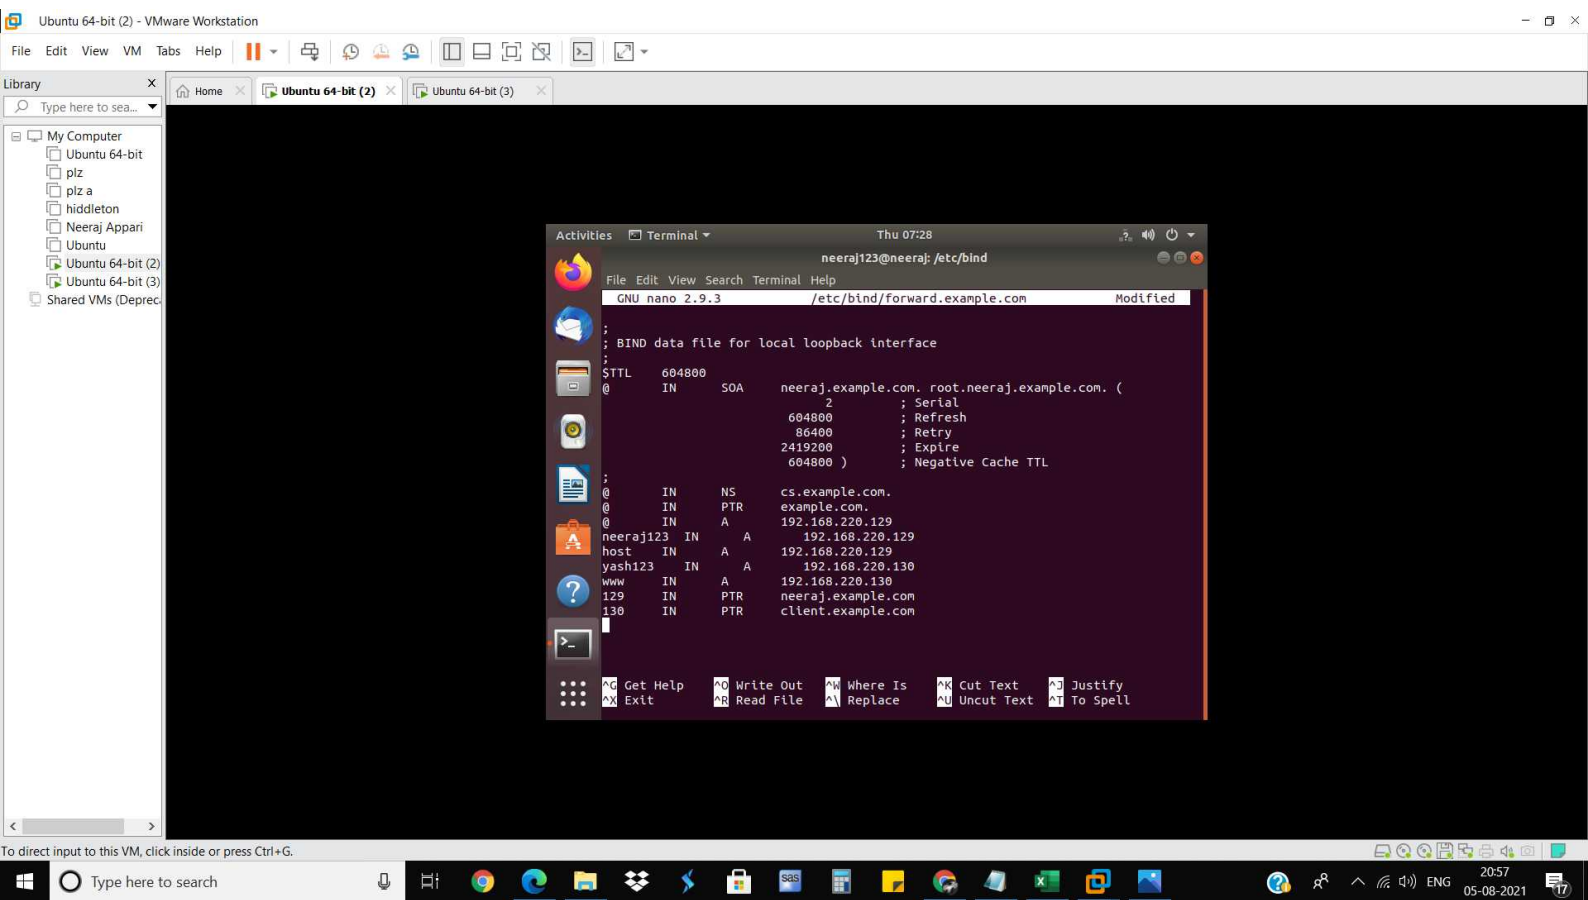 Ubuntu 64-bit (2) - VMware Workstation
File Edit View VM Tabs Help
Library X
Home Ubuntu 64-bit (2) Ubuntu 64-bit (3)
Type here to sea...
My Computer
Ubuntu 64-bit
plz
plz a
hiddleton
Neeraj Appari
Ubuntu
Ubuntu 64-bit (2)
Ubuntu 64-bit (3)
Shared VMs (Deprec
Activities Terminal Thu 07:28
neeraj123@neeraj: /etc/bind
File Edit View Search Terminal Help
GNU nano 2.9.3 /etc/bind/forward.example.com Modified
;
; BIND data file for local loopback interface
;
$TTL 604800
@ IN SOA neeraj.example.com. root.neeraj.example.com. (
2 ; Serial
604800 ; Refresh
86400 ; Retry
2419200 ; Expire
604800 ) ; Negative Cache TTL
;
@ IN NS cs.example.com.
@ IN PTR example.com.
@ IN A 192.168.220.129
neeraj123 IN A 192.168.220.129
host IN A 192.168.220.129
yash123 IN A 192.168.220.130
www IN A 192.168.220.130
129 IN PTR neeraj.example.com
130 IN PTR client.example.com
^G Get Help ^O Write Out ^W Where Is ^K Cut Text ^J Justify
^X Exit ^R Read File ^\ Replace ^U Uncut Text ^T To Spell
To direct input to this VM, click inside or press Ctrl+G.
Type here to search
sas
ENG
20:57
05-08-2021
17